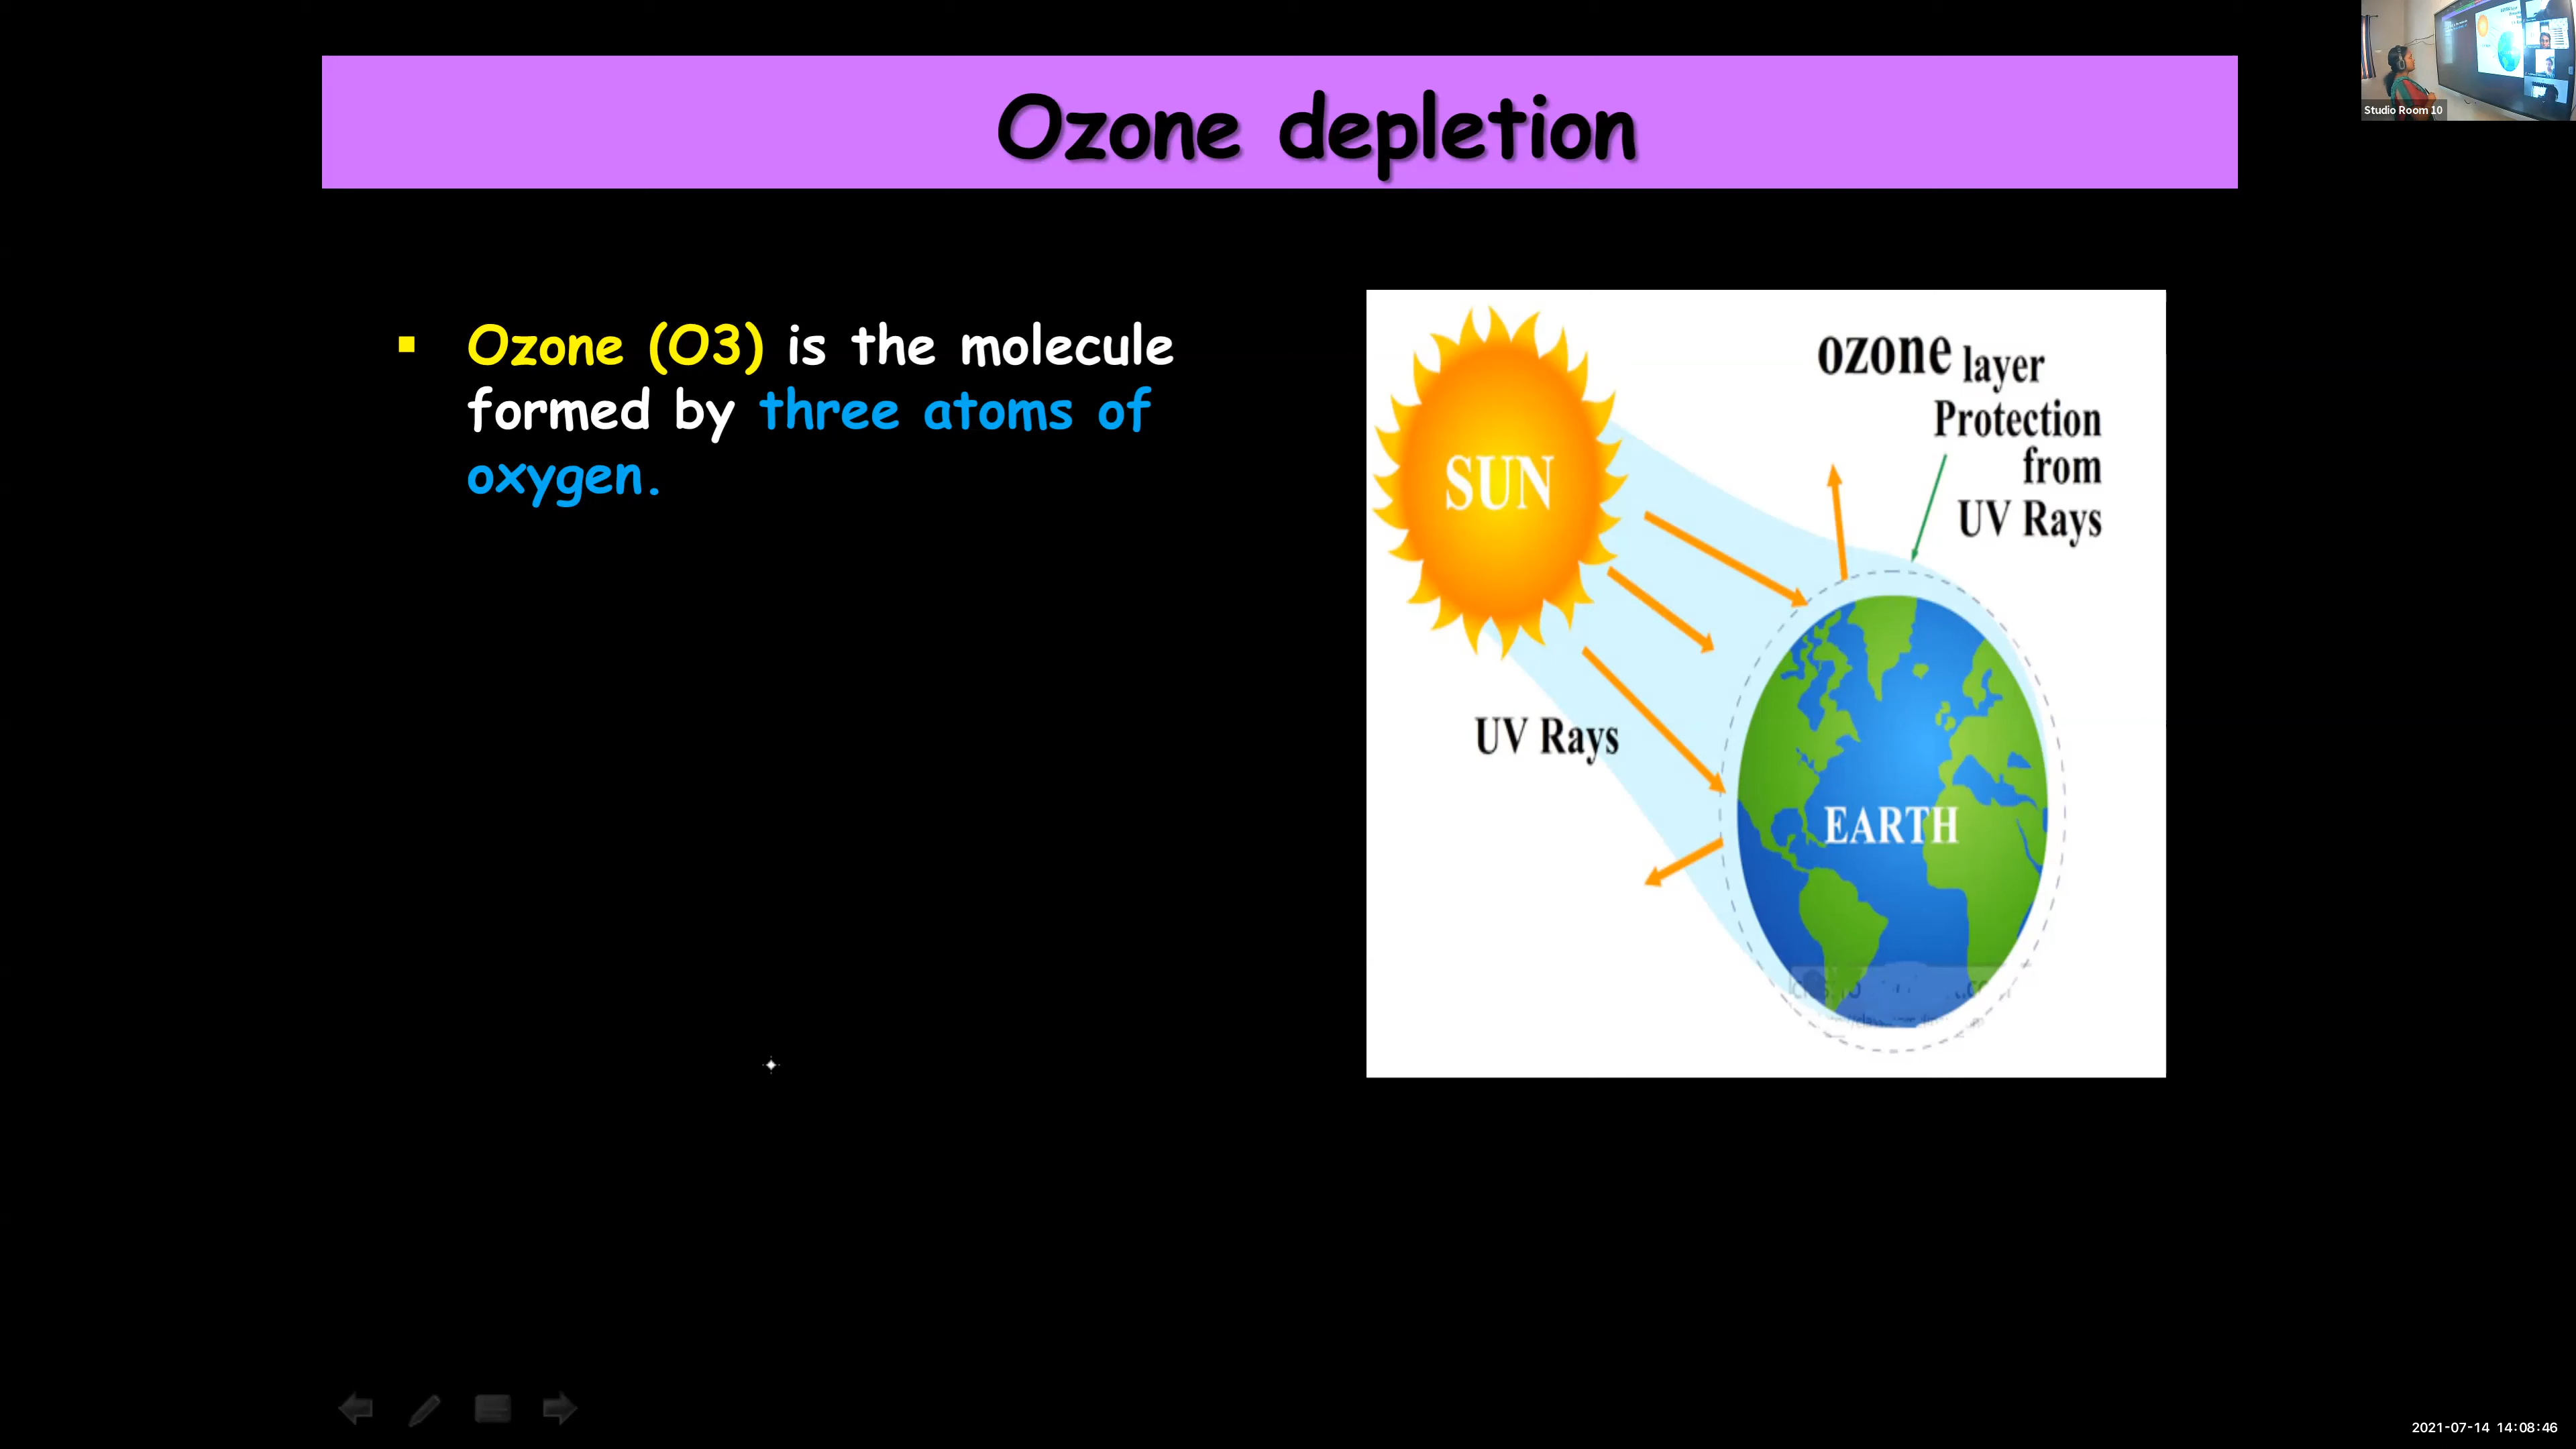 Ozone depletion
Studio Room 10
▪ Ozone (O3) is the molecule
formed by three atoms of
oxygen.
ozone layer
Protection
from
UV Rays
SUN
UV Rays
EARTH
2021-07-14 14:08:46